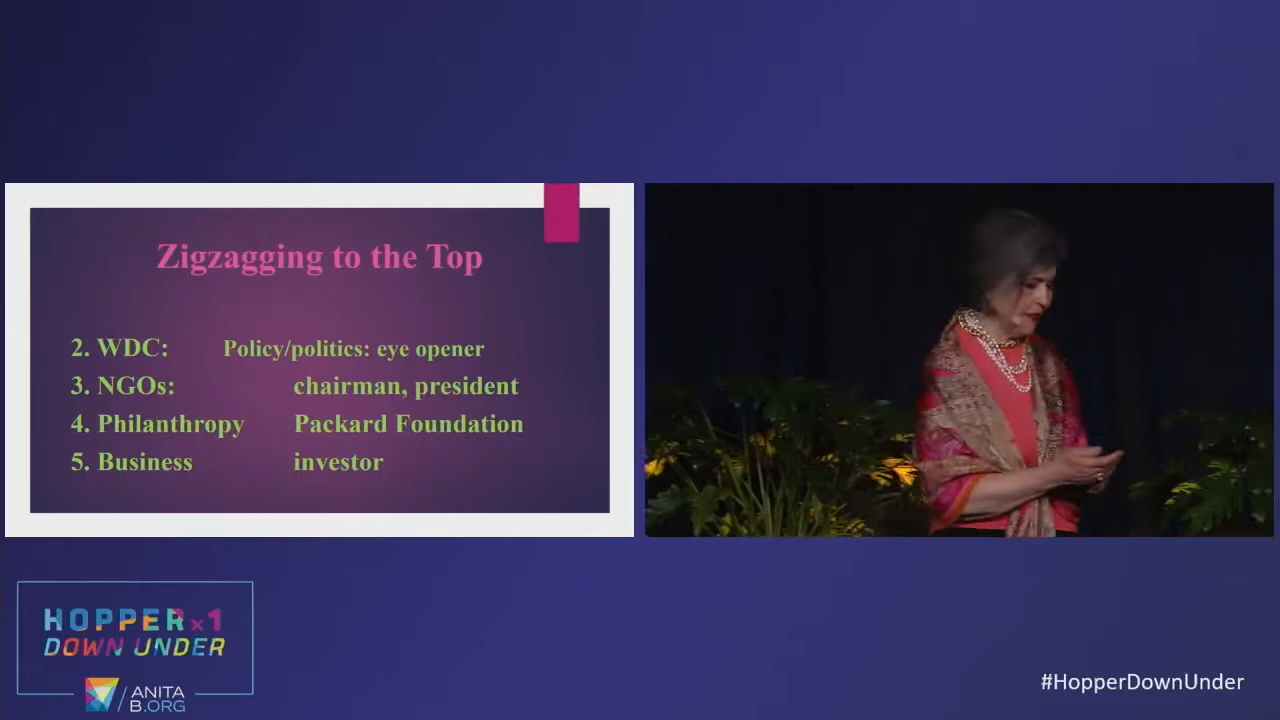 Zigzagging to the Top
2. WDC: Policy/politics: eye opener
3. NGOs: chairman, president
4. Philanthropy Packard Foundation
5. Business investor
HOPPER x1
DOWN UNDER
ANITA
B.ORG
#HopperDownUnder